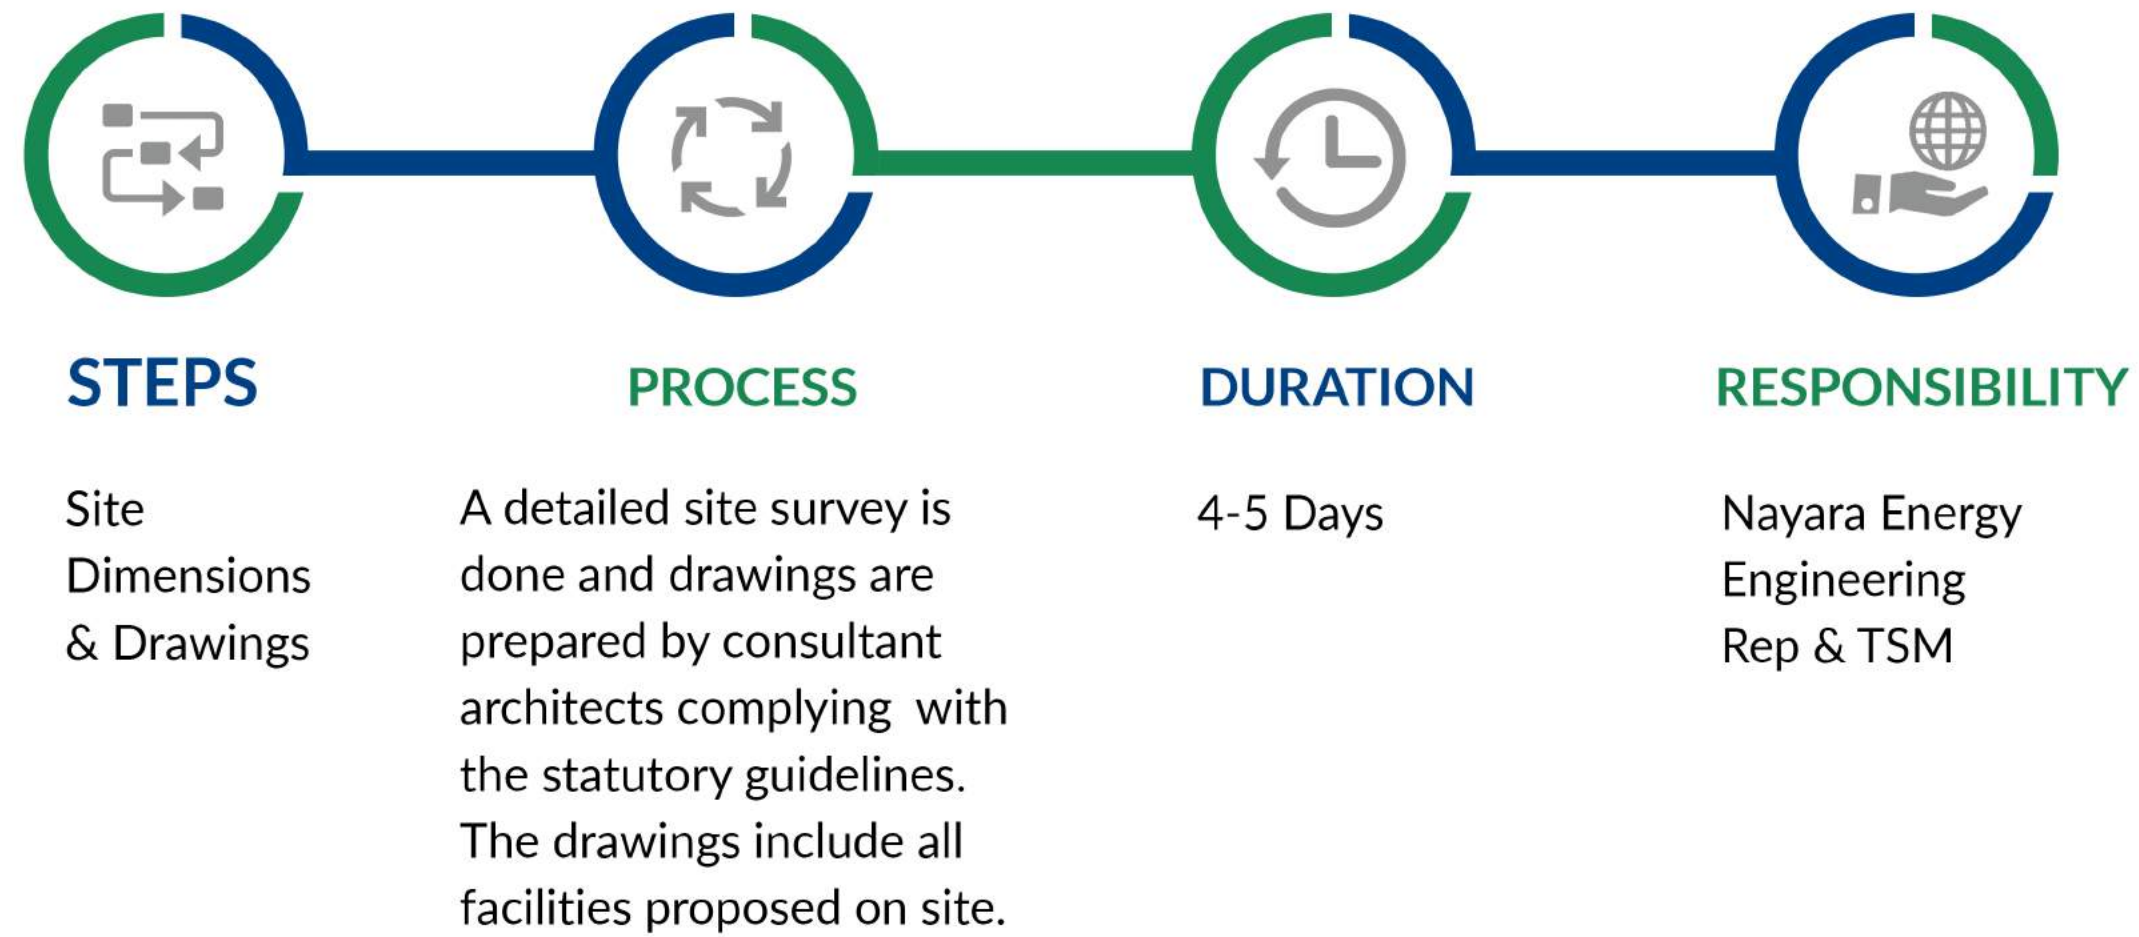 STEPS
PROCESS
DURATION
RESPONSIBILITY
Site
Dimensions
& Drawings
A detailed site survey is
done and drawings are
prepared by consultant
architects complying  with
the statutory guidelines.
The drawings include all
facilities proposed on site.
4-5 Days
Nayara Energy
Engineering
Rep & TSM